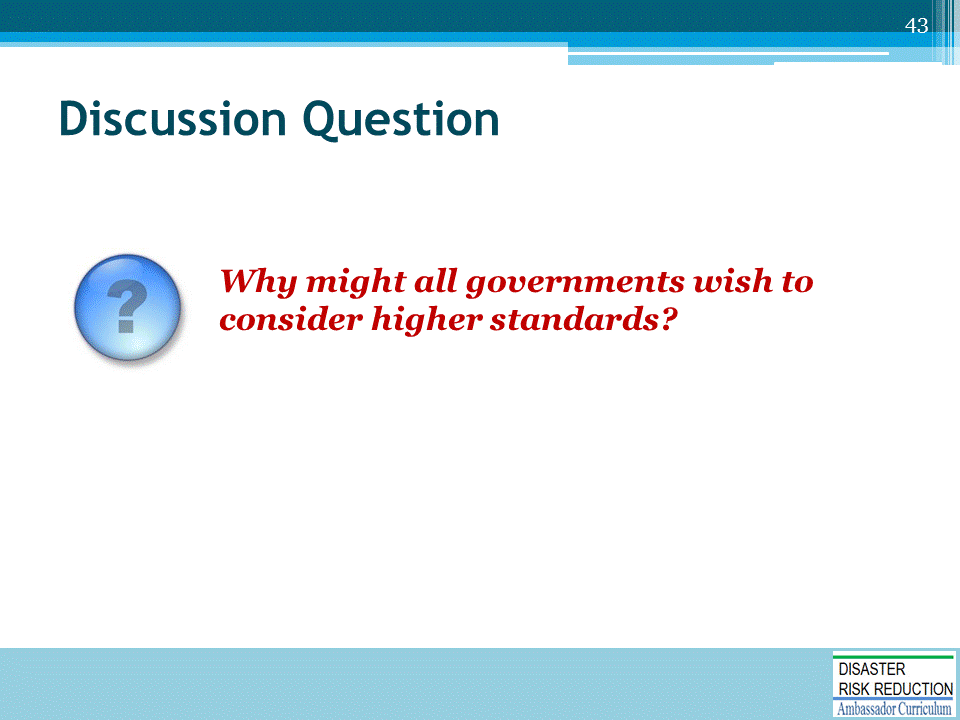 43
Discussion Question
?
Why might all governments wish to
consider higher standards?
DISASTER
RISK REDUCTION
Ambassador Curriculum